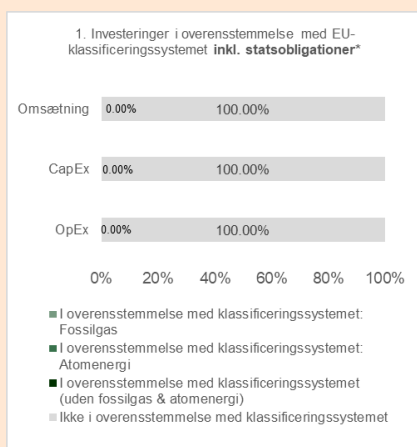 1. Investeringer i overensstemmelse med EU-
klassificeringssystemet inkl. statsobligationer*
Omsætning 0.00% 100.00%
CapEx 0.00% 100.00%
OpEx 0.00% 100.00%
0% 20% 40% 60% 80% 100%
I overensstemmelse med klassificeringssystemet:
Fossilgas
I overensstemmelse med klassificeringssystemet:
Atomenergi
I overensstemmelse med klassificeringssystemet
(uden fossilgas & atomenergi)
Ikke i overensstemmelse med klassificeringssystemet